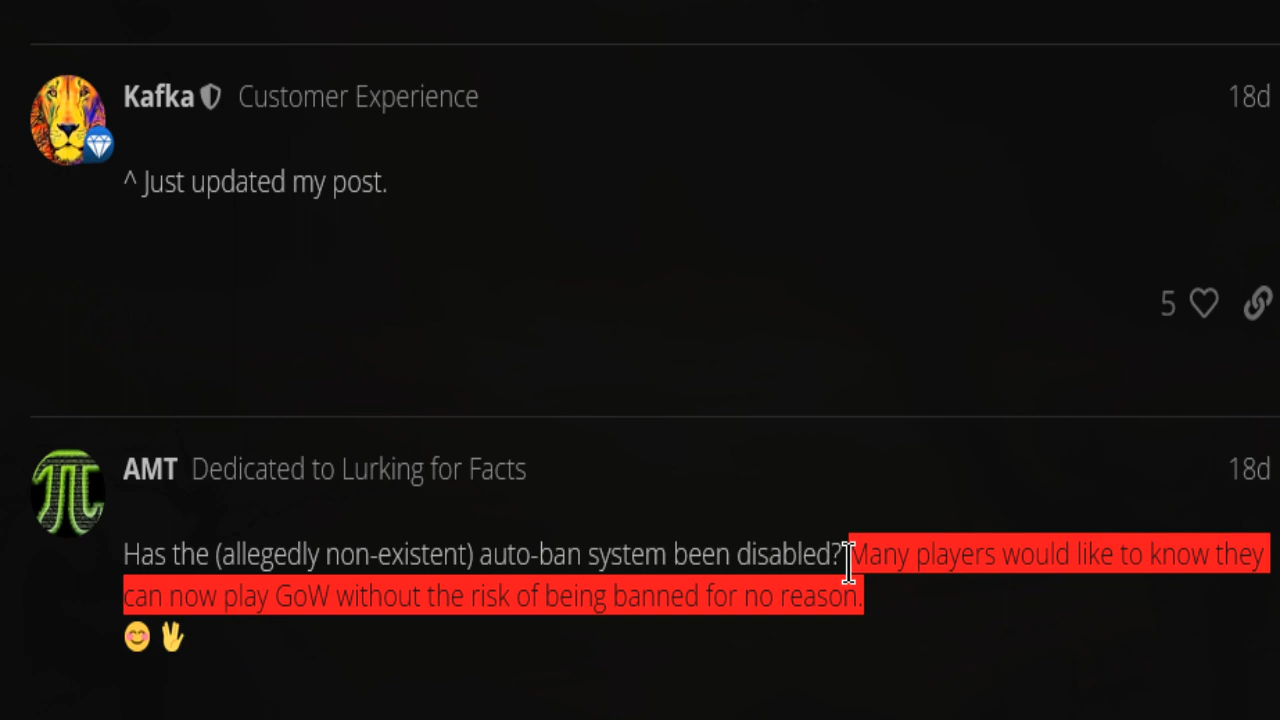 Kafka Customer Experience 18d
^ Just updated my post.
5
AMT Dedicated to Lurking for Facts 18d
Has the (allegedly non-existent) auto-ban system been disabled? Many players would like to know they
can now play GoW without the risk of being banned for no reason.
😊 🖖